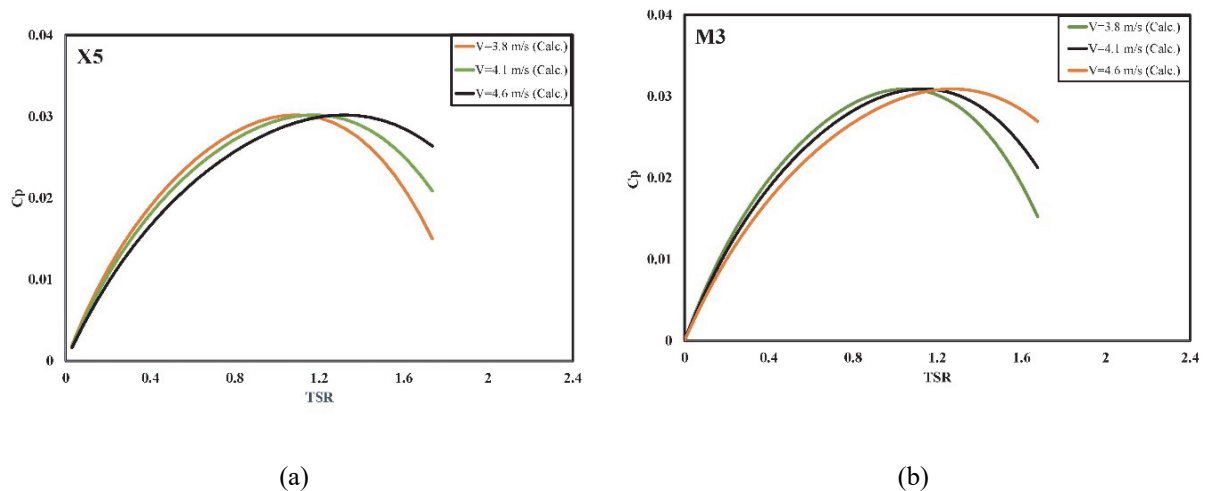 X5
V=3.8 m/s (Calc.)
V=4.1 m/s (Calc.)
V=4.6 m/s (Calc.)
0.04
0.03
0.02
0.01
0
Cp
0 0.4 0.8 1.2 1.6 2 2.4
TSR
(a)
M3
V=3.8 m/s (Calc.)
V=4.1 m/s (Calc.)
V=4.6 m/s (Calc.)
0.04
0.03
0.02
0.01
0
Cp
0 0.4 0.8 1.2 1.6 2 2.4
TSR
(b)